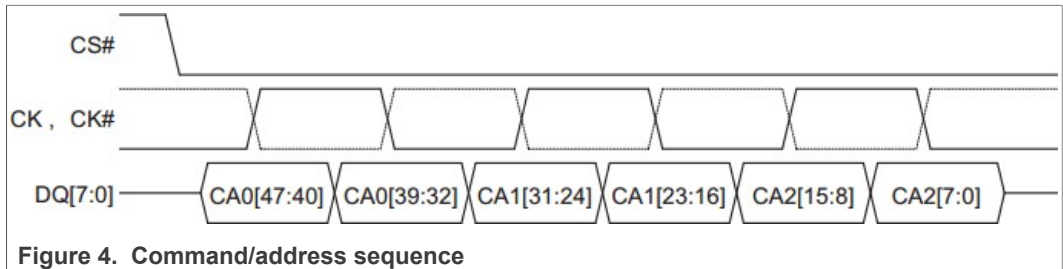 CS#
CK , CK#
DQ[7:0] CA0[47:40] CA0[39:32] CA1[31:24] CA1[23:16] CA2[15:8] CA2[7:0]
Figure 4. Command/address sequence